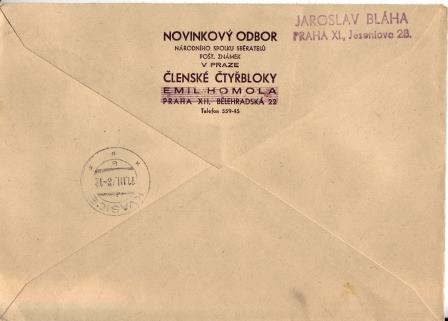 NOVINKOVÝ ODBOR
NÁRODNÍHO SPOLKU SBĚRATELŮ
POŠT. ZNÁMEK
V PRAZE
ČLENSKÉ ČTYŘBLOKY
EMIL HOMOLA
PRAHA XII, BĚLEHRADSKÁ 22
Telefon 559-45
JAROSLAV BLÁHA
PRAHA XI., Jeseniova 28.
KVASICE